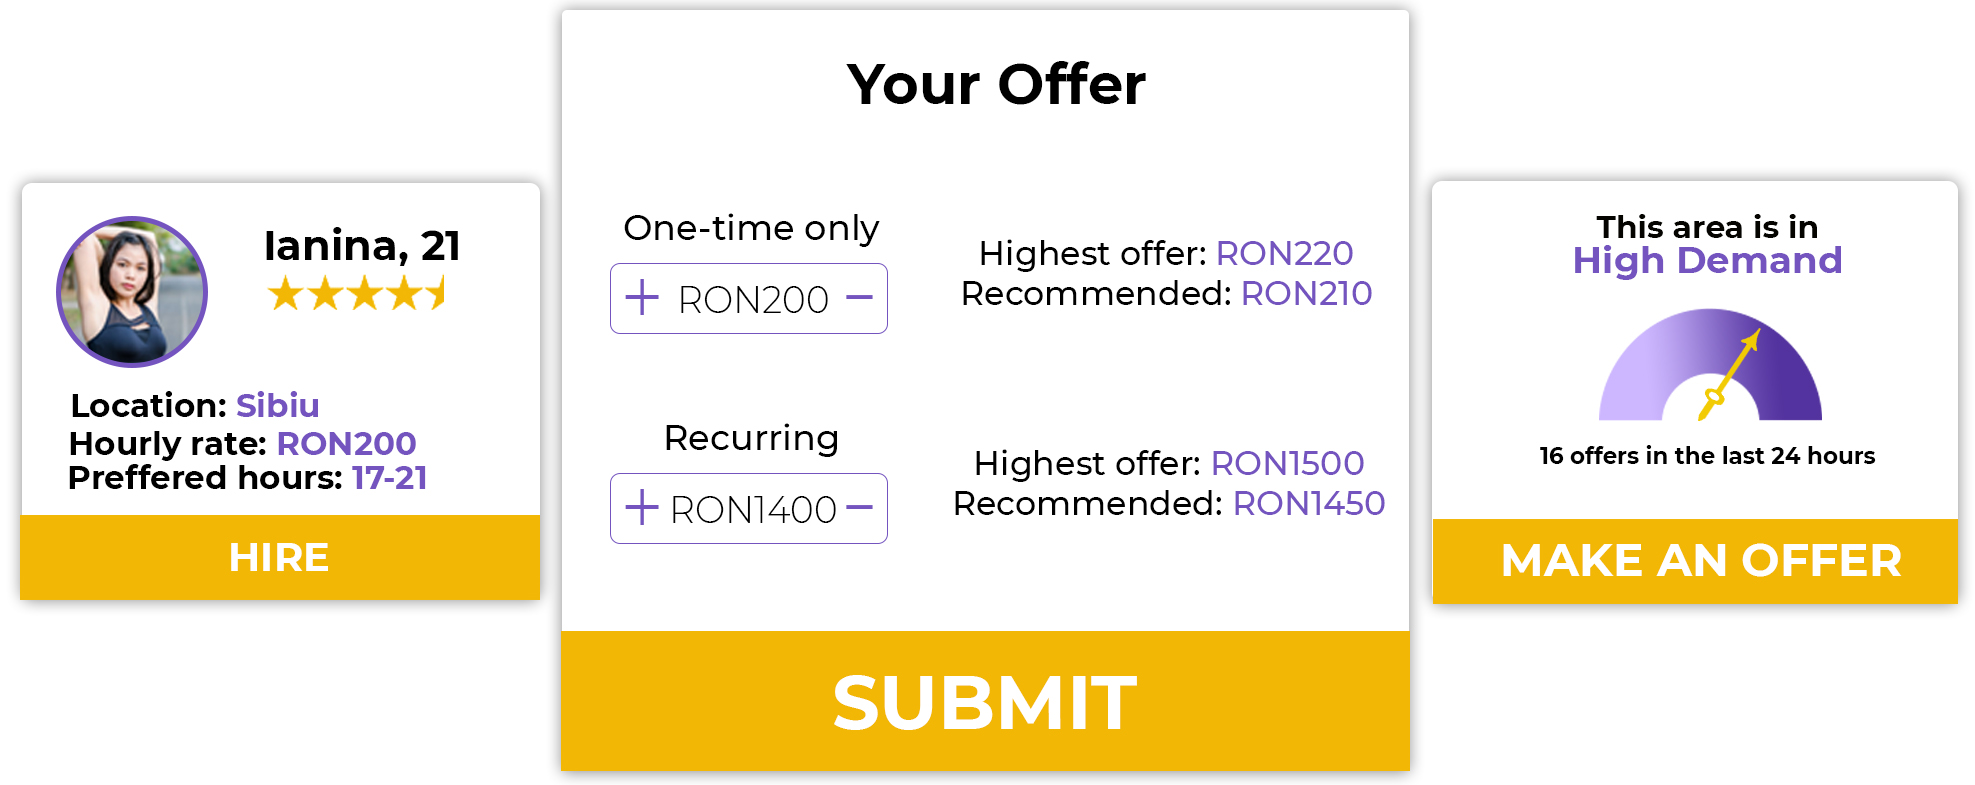 Ianina, 21
Location: Sibiu
Hourly rate: RON200
Preffered hours: 17-21
HIRE
Your Offer
One-time only
+ RON200 −
Highest offer: RON220
Recommended: RON210
Recurring
+ RON1400 −
Highest offer: RON1500
Recommended: RON1450
SUBMIT
This area is in
High Demand
16 offers in the last 24 hours
MAKE AN OFFER